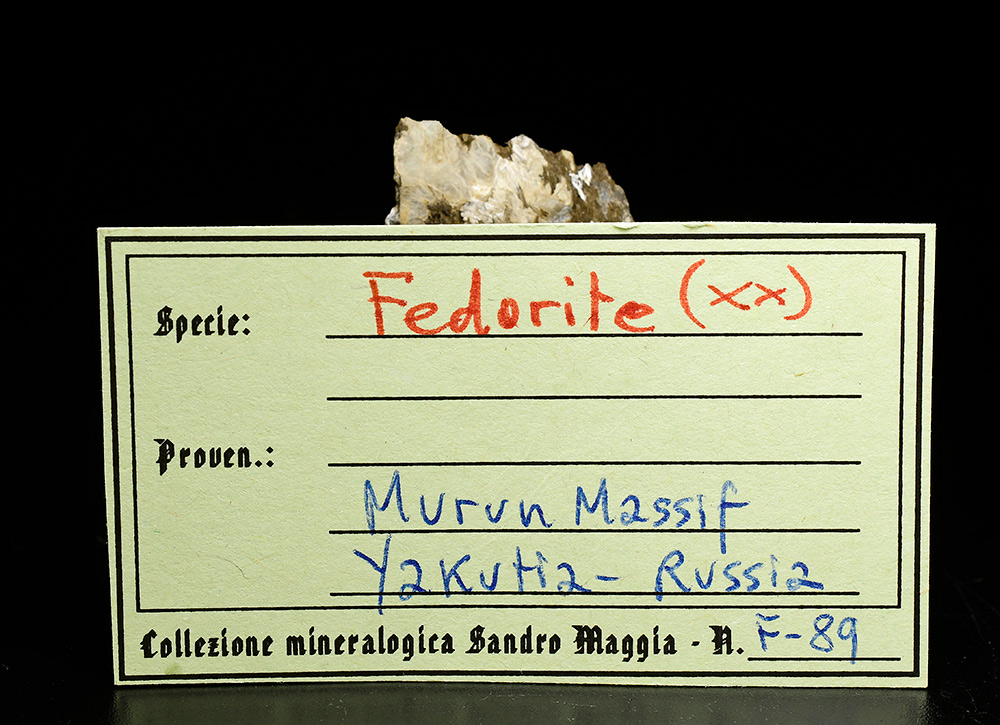 Specie: Fedorite (xx)
Proven.:
Murun Massif
Yakutia - Russia
Collezione mineralogica Sandro Maggia - N. F-89